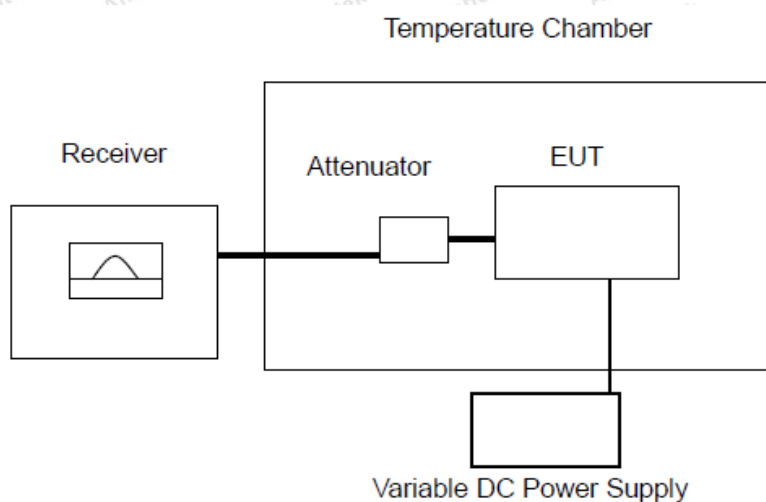 Temperature Chamber
Receiver
Attenuator
EUT
Variable DC Power Supply